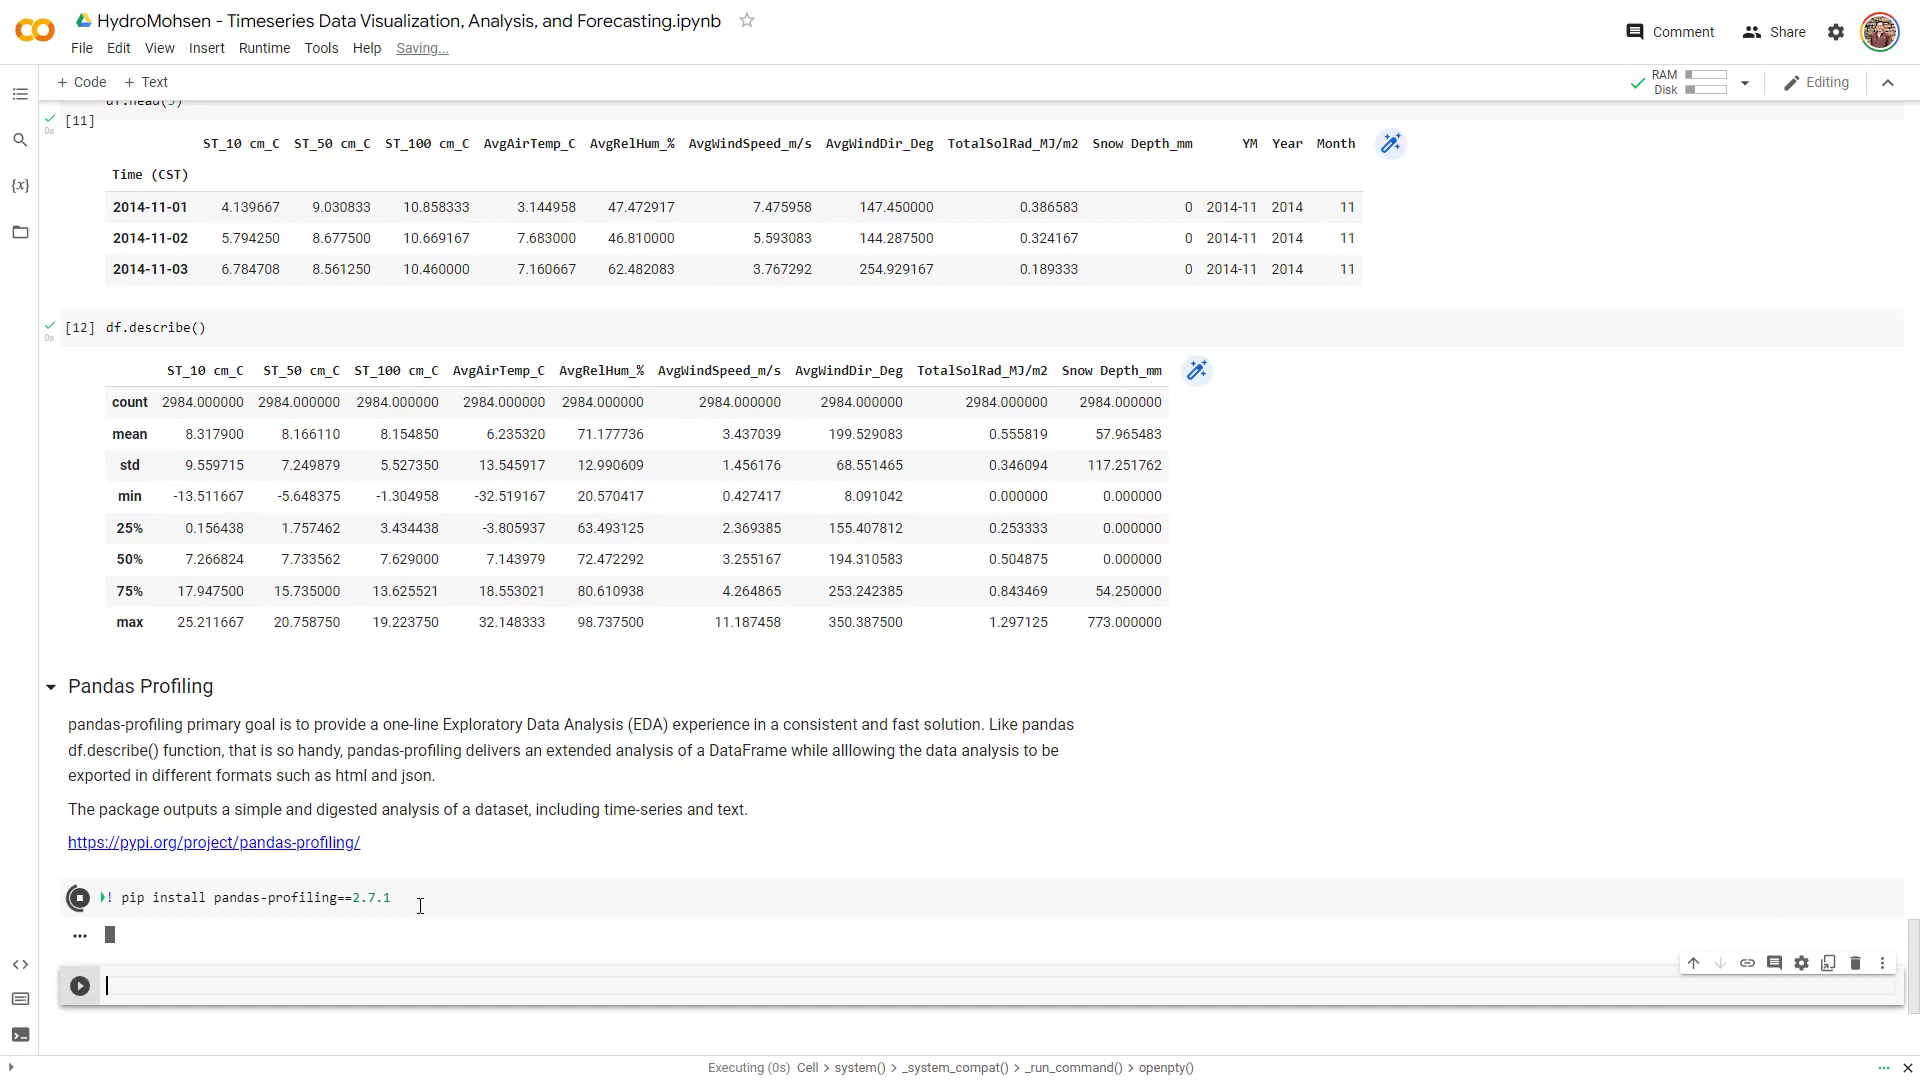 HydroMohsen - Timeseries Data Visualization, Analysis, and Forecasting.ipynb
File Edit View Insert Runtime Tools Help Saving...
Comment Share
+ Code + Text
RAM
Disk
Editing
df.head(3)
[11]
0s
ST_10 cm_C ST_50 cm_C ST_100 cm_C AvgAirTemp_C AvgRelHum_% AvgWindSpeed_m/s AvgWindDir_Deg TotalSolRad_MJ/m2 Snow Depth_mm YM Year Month
Time (CST)
2014-11-01 4.139667 9.030833 10.858333 3.144958 47.472917 7.475958 147.450000 0.386583 0 2014-11 2014 11
2014-11-02 5.794250 8.677500 10.669167 7.683000 46.810000 5.593083 144.287500 0.324167 0 2014-11 2014 11
2014-11-03 6.784708 8.561250 10.460000 7.160667 62.482083 3.767292 254.929167 0.189333 0 2014-11 2014 11
[12] df.describe()
0s
ST_10 cm_C ST_50 cm_C ST_100 cm_C AvgAirTemp_C AvgRelHum_% AvgWindSpeed_m/s AvgWindDir_Deg TotalSolRad_MJ/m2 Snow Depth_mm
count 2984.000000 2984.000000 2984.000000 2984.000000 2984.000000 2984.000000 2984.000000 2984.000000 2984.000000
mean 8.317900 8.166110 8.154850 6.235320 71.177736 3.437039 199.529083 0.555819 57.965483
std 9.559715 7.249879 5.527350 13.545917 12.990609 1.456176 68.551465 0.346094 117.251762
min -13.511667 -5.648375 -1.304958 -32.519167 20.570417 0.427417 8.091042 0.000000 0.000000
25% 0.156438 1.757462 3.434438 -3.805937 63.493125 2.369385 155.407812 0.253333 0.000000
50% 7.266824 7.733562 7.629000 7.143979 72.472292 3.255167 194.310583 0.504875 0.000000
75% 17.947500 15.735000 13.625521 18.553021 80.610938 4.264865 253.242385 0.843469 54.250000
max 25.211667 20.758750 19.223750 32.148333 98.737500 11.187458 350.387500 1.297125 773.000000
Pandas Profiling
pandas-profiling primary goal is to provide a one-line Exploratory Data Analysis (EDA) experience in a consistent and fast solution. Like pandas
df.describe() function, that is so handy, pandas-profiling delivers an extended analysis of a DataFrame while alllowing the data analysis to be
exported in different formats such as html and json.
The package outputs a simple and digested analysis of a dataset, including time-series and text.
https://pypi.org/project/pandas-profiling/
! pip install pandas-profiling==2.7.1
Executing (0s) Cell > system() > _system_compat() > _run_command() > openpty()